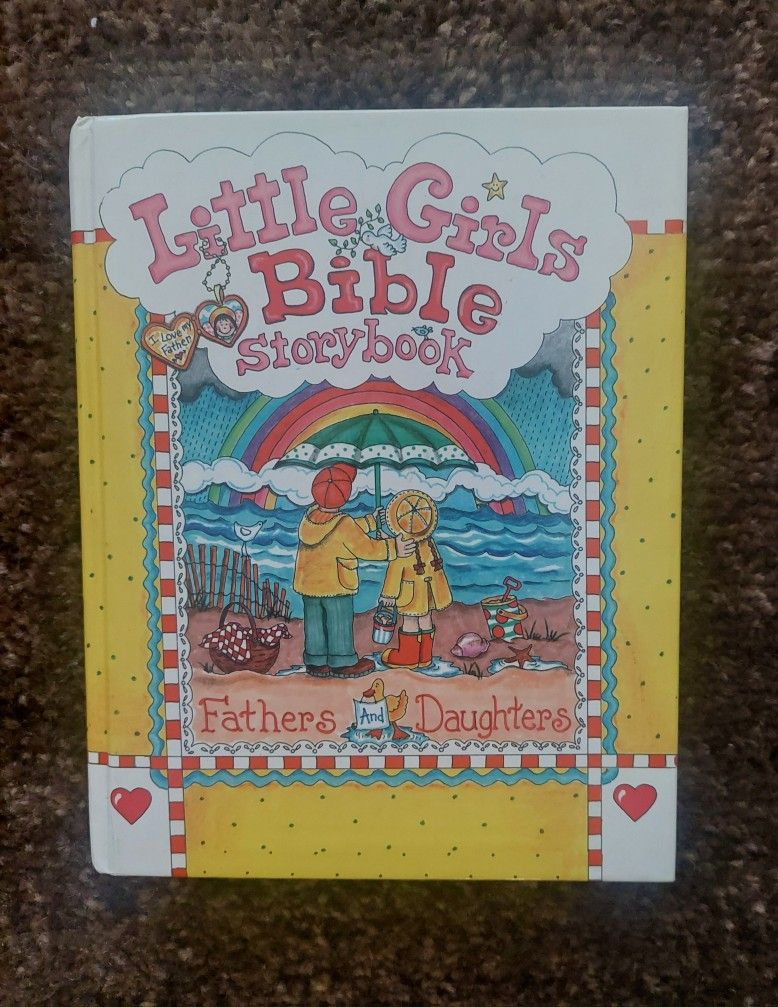 Little Girls
Bible
Storybook
I Love my
Father
Fathers And Daughters